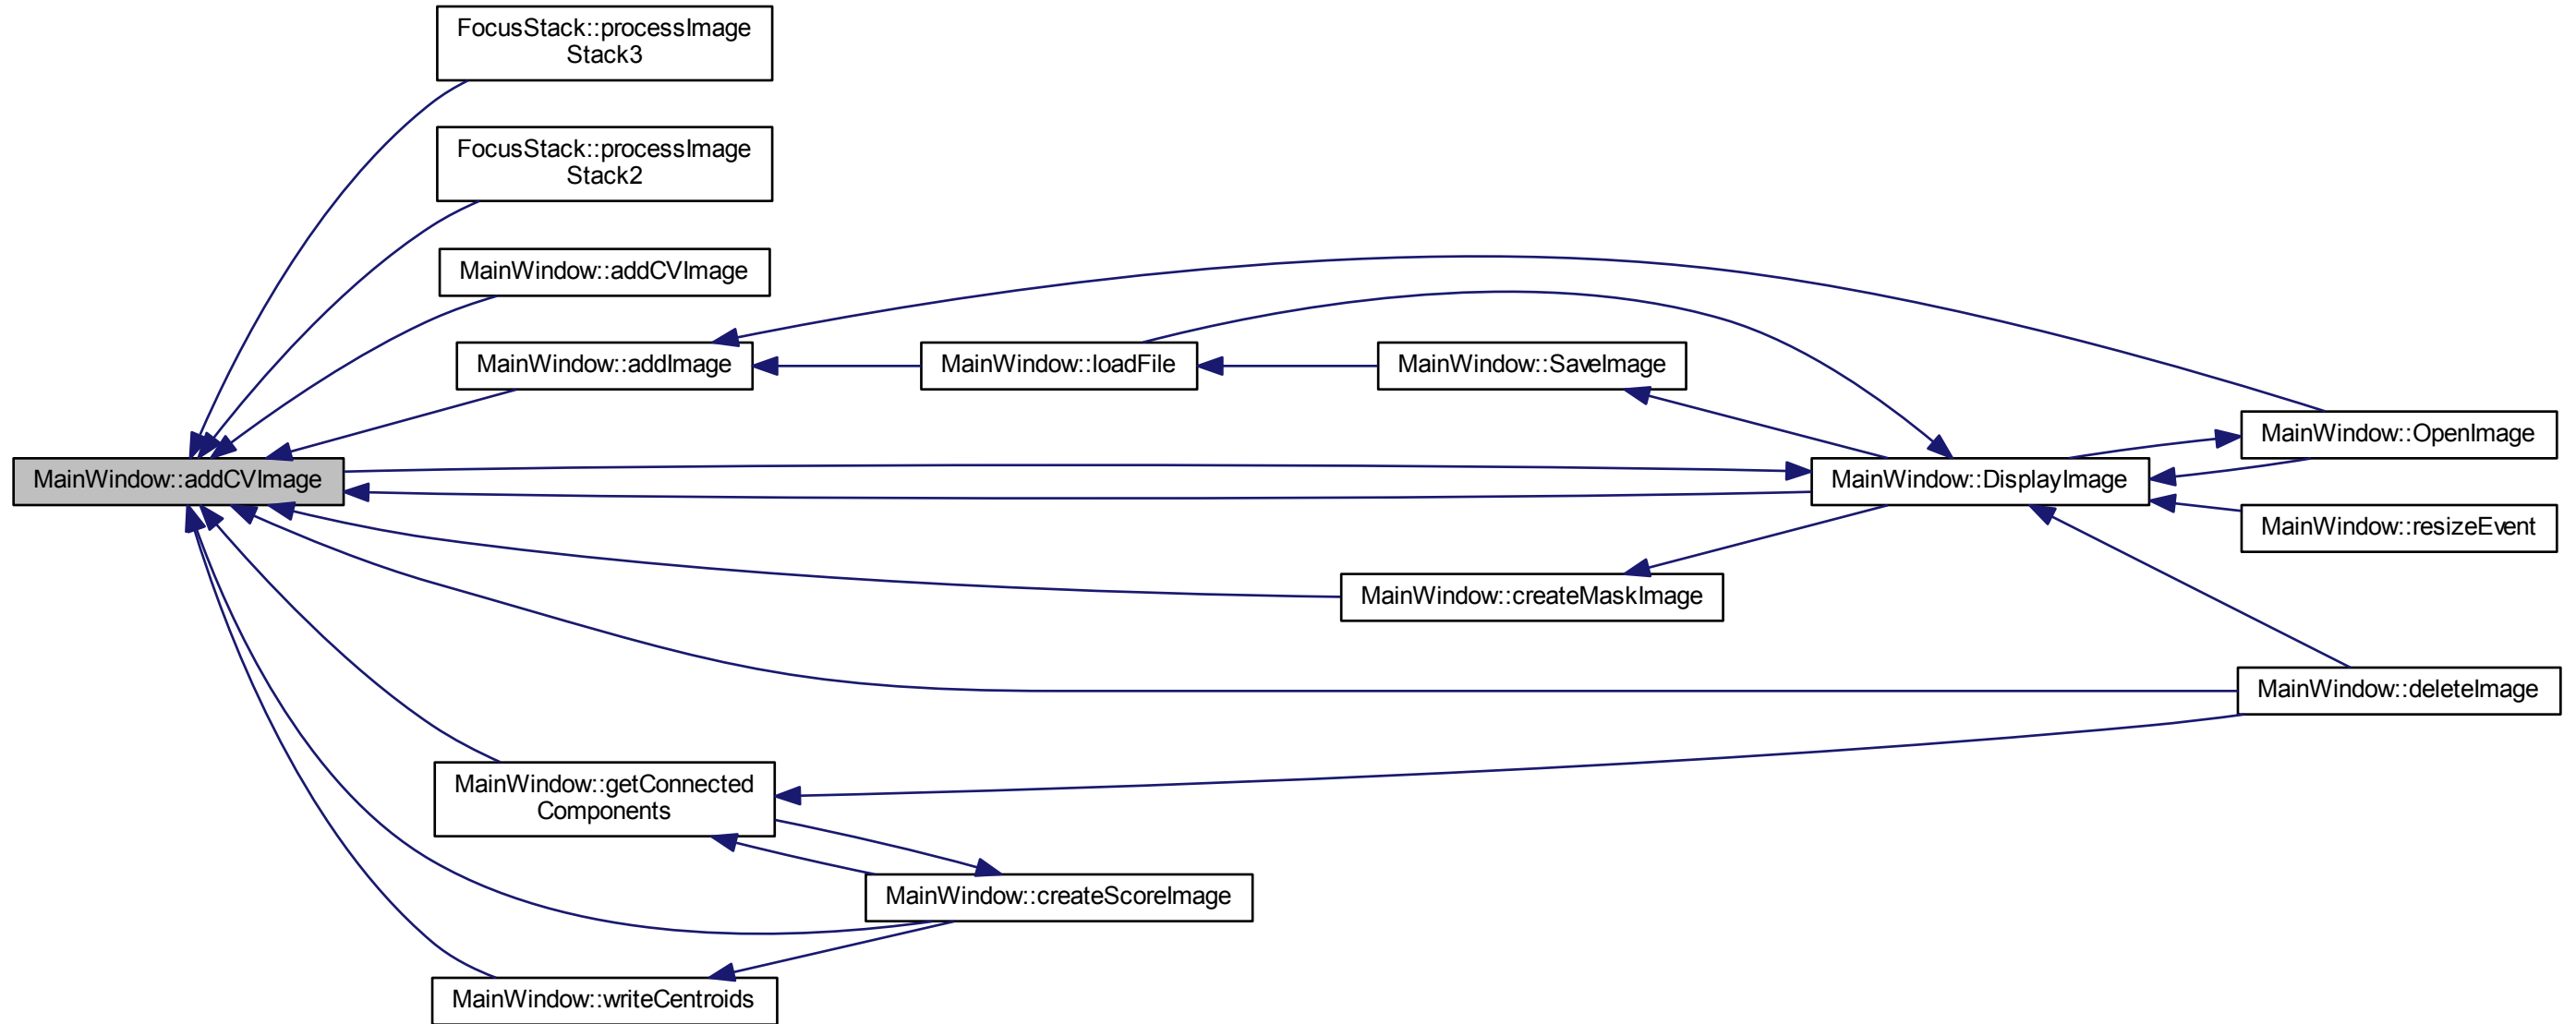 FocusStack::processImage
Stack3
FocusStack::processImage
Stack2
MainWindow::addCVImage
MainWindow::addImage
MainWindow::loadFile
MainWindow::SaveImage
MainWindow::OpenImage
MainWindow::addCVImage
MainWindow::DisplayImage
MainWindow::resizeEvent
MainWindow::createMaskImage
MainWindow::deleteImage
MainWindow::getConnected
Components
MainWindow::createScoreImage
MainWindow::writeCentroids